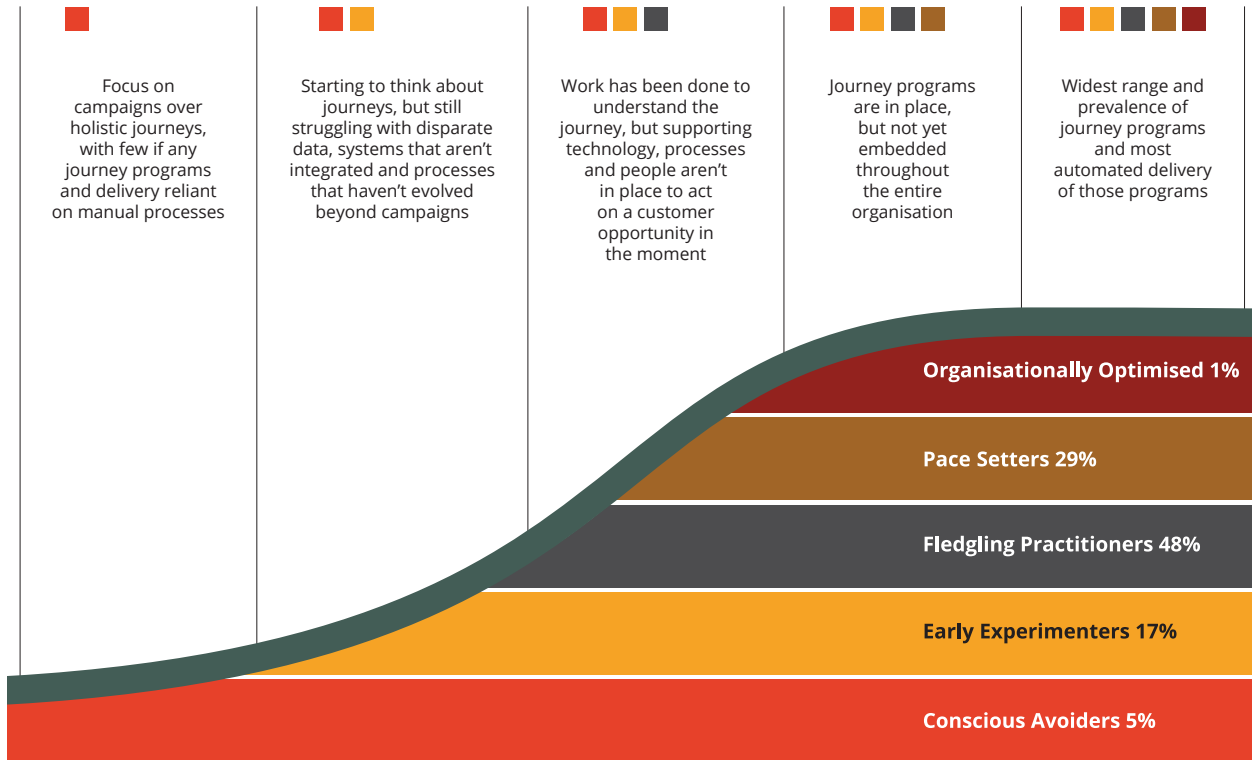 Focus on
campaigns over
holistic journeys,
with few if any
journey programs
and delivery reliant
on manual processes
Starting to think about
journeys, but still
struggling with disparate
data, systems that aren't
integrated and processes
that haven't evolved
beyond campaigns
Work has been done to
understand the
journey, but supporting
technology, processes
and people aren't
in place to act
on a customer
opportunity in
the moment
Journey programs
are in place,
but not yet
embedded
throughout
the entire
organisation
Widest range and
prevalence of
journey programs
and most
automated delivery
of those programs
Organisationally Optimised 1%
Pace Setters 29%
Fledgling Practitioners 48%
Early Experimenters 17%
Conscious Avoiders 5%